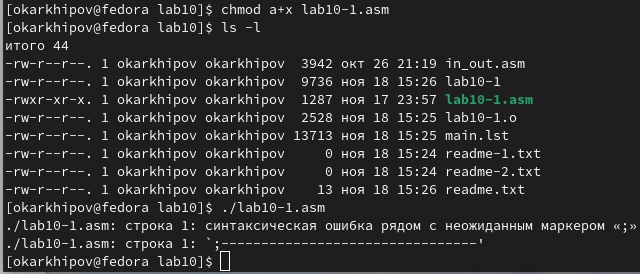 [okarkhipov@fedora lab10]$ chmod a+x lab10-1.asm
[okarkhipov@fedora lab10]$ ls -l
итого 44
-rw-r--r--. 1 okarkhipov okarkhipov  3942 окт 26 21:19 in_out.asm
-rw-r--r--. 1 okarkhipov okarkhipov  9736 ноя 18 15:26 lab10-1
-rwxr-xr-x. 1 okarkhipov okarkhipov  1287 ноя 17 23:57 lab10-1.asm
-rw-r--r--. 1 okarkhipov okarkhipov  2528 ноя 18 15:25 lab10-1.o
-rw-r--r--. 1 okarkhipov okarkhipov 13713 ноя 18 15:25 main.lst
-rw-r--r--. 1 okarkhipov okarkhipov     0 ноя 18 15:24 readme-1.txt
-rw-r--r--. 1 okarkhipov okarkhipov     0 ноя 18 15:24 readme-2.txt
-rw-r--r--. 1 okarkhipov okarkhipov    13 ноя 18 15:26 readme.txt
[okarkhipov@fedora lab10]$ ./lab10-1.asm
./lab10-1.asm: строка 1: синтаксическая ошибка рядом с неожиданным маркером «;»
./lab10-1.asm: строка 1: `;--------------------------------'
[okarkhipov@fedora lab10]$